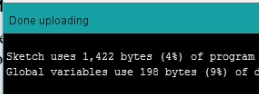 Done uploading.
Sketch uses 1,422 bytes (4%) of program
Global variables use 198 bytes (9%) of d